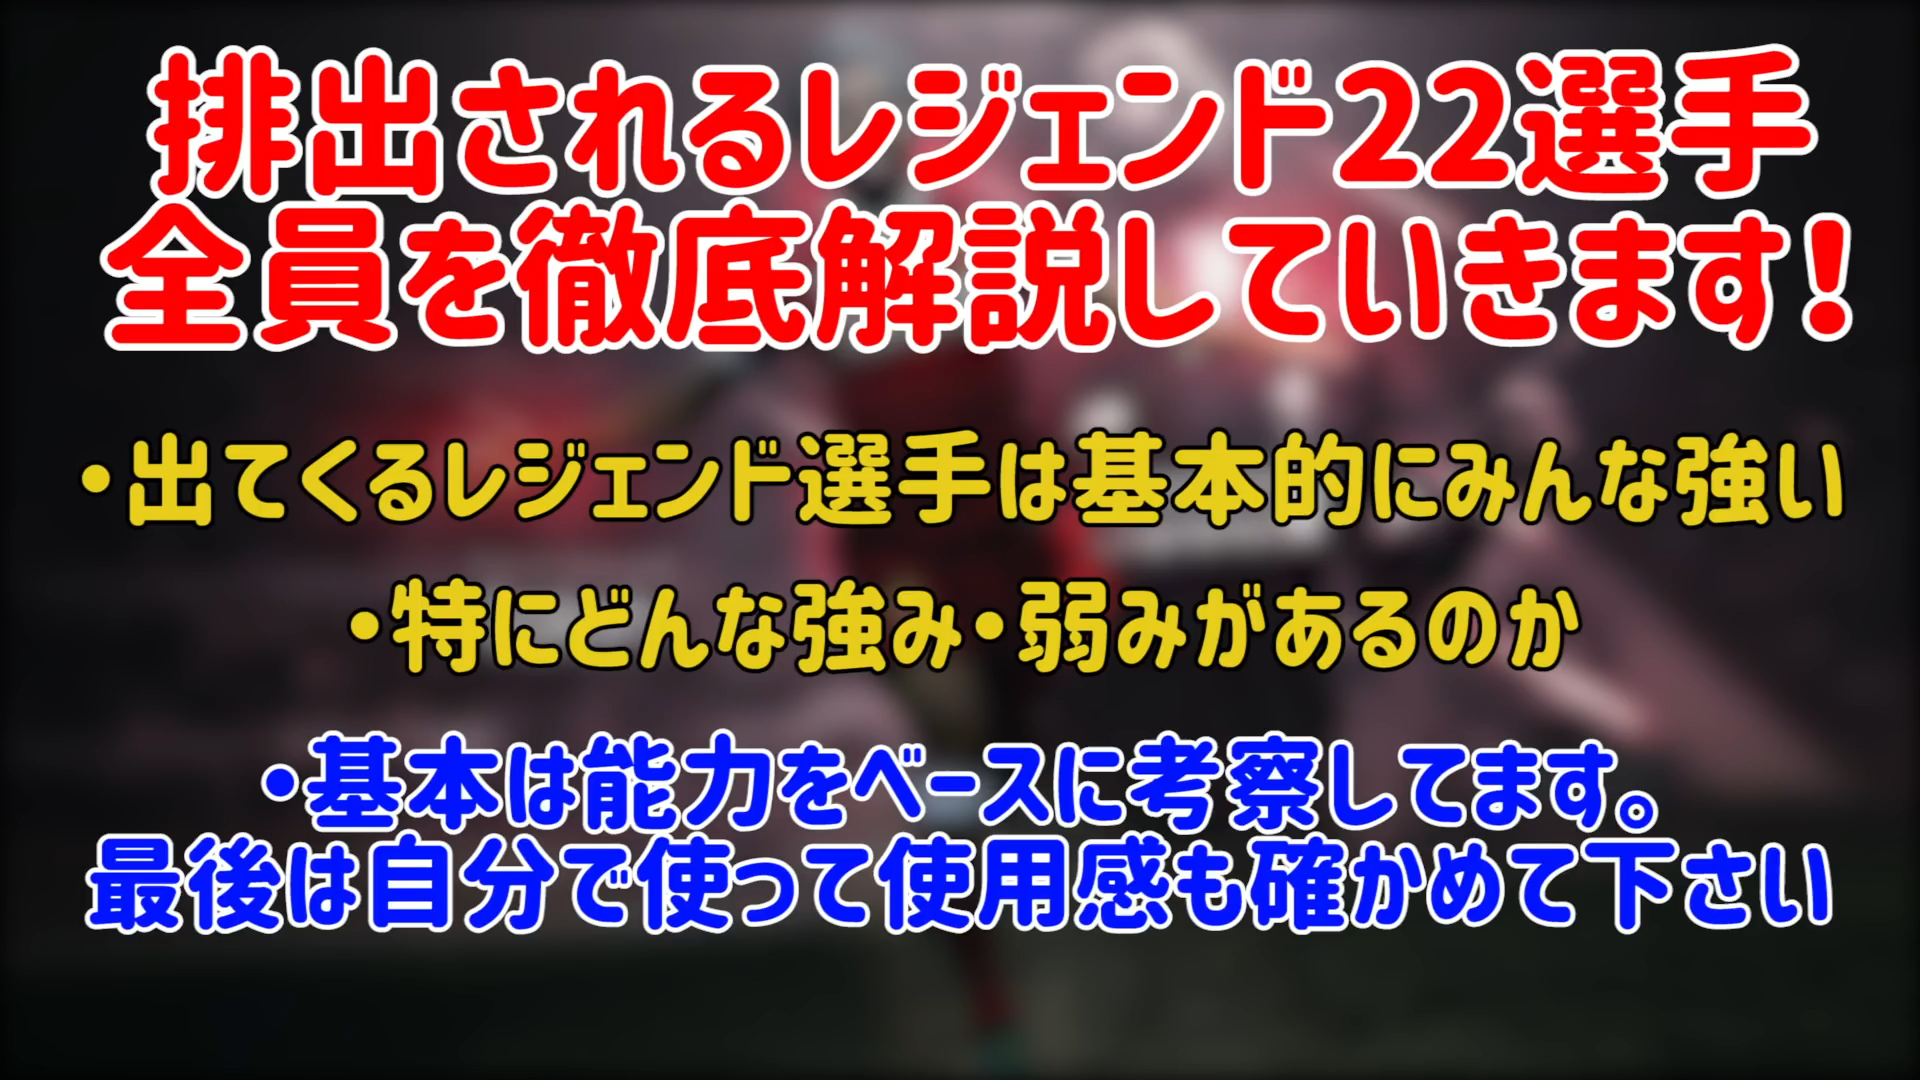 排出されるレジェンド22選手
全員を徹底解説していきます!
・出てくるレジェンド選手は基本的にみんな強い
・特にどんな強み・弱みがあるのか
・基本は能力をベースに考察してます。
最後は自分で使って使用感も確かめて下さい